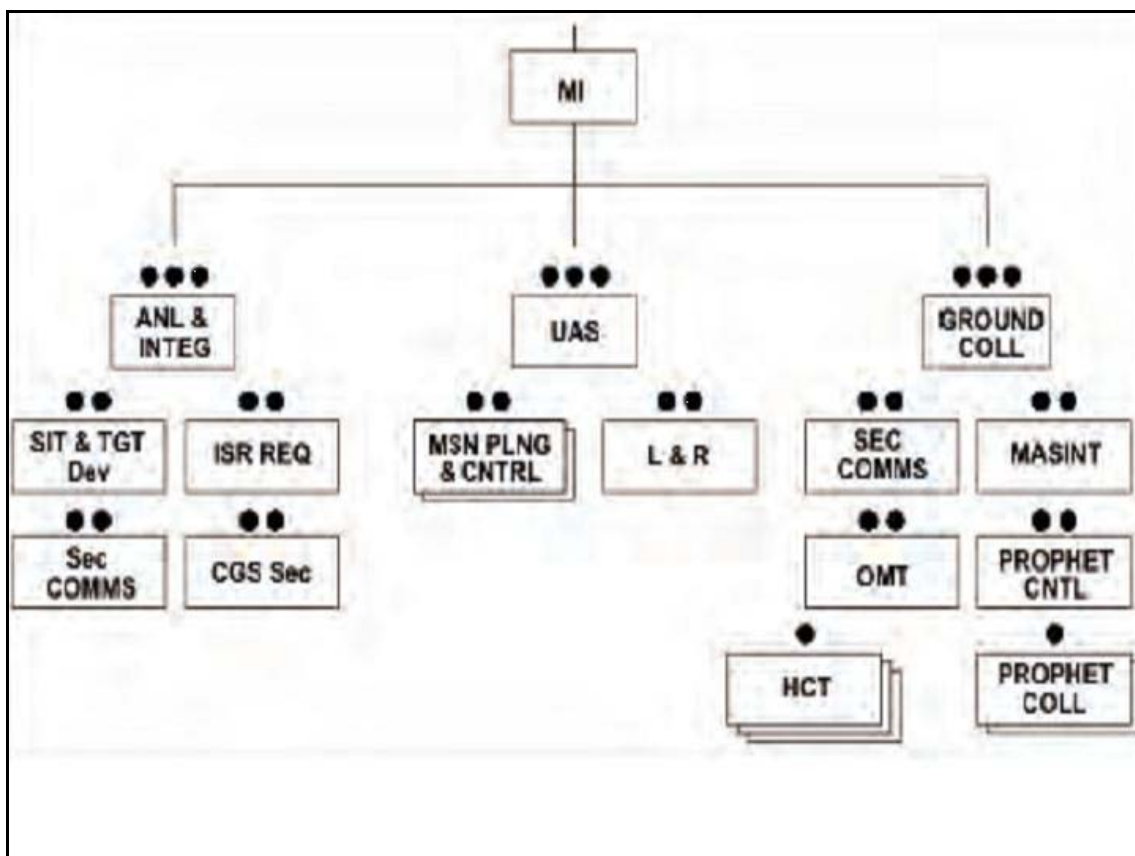 MI
ANL &
INTEG
UAS
GROUND
COLL
SIT & TGT
Dev
ISR REQ
MSN PLNG
& CNTRL
L & R
SEC
COMMS
MASINT
Sec
COMMS
CGS Sec
OMT
PROPHET
CNTL
HCT
PROPHET
COLL